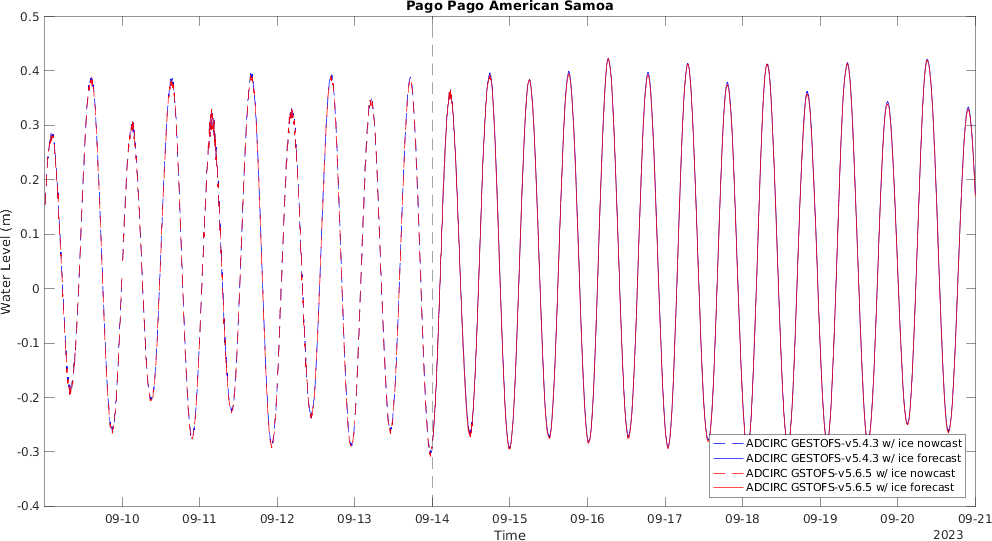 Pago Pago American Samoa
0.5
0.4
0.3
0.2
0.1
0
-0.1
-0.2
-0.3
-0.4
Water Level (m)
ADCIRC GESTOFS-v5.4.3 w/ ice nowcast
ADCIRC GESTOFS-v5.4.3 w/ ice forecast
ADCIRC GSTOFS-v5.6.5 w/ ice nowcast
ADCIRC GSTOFS-v5.6.5 w/ ice forecast
09-10 09-11 09-12 09-13 09-14 09-15 09-16 09-17 09-18 09-19 09-20 09-21
Time
2023